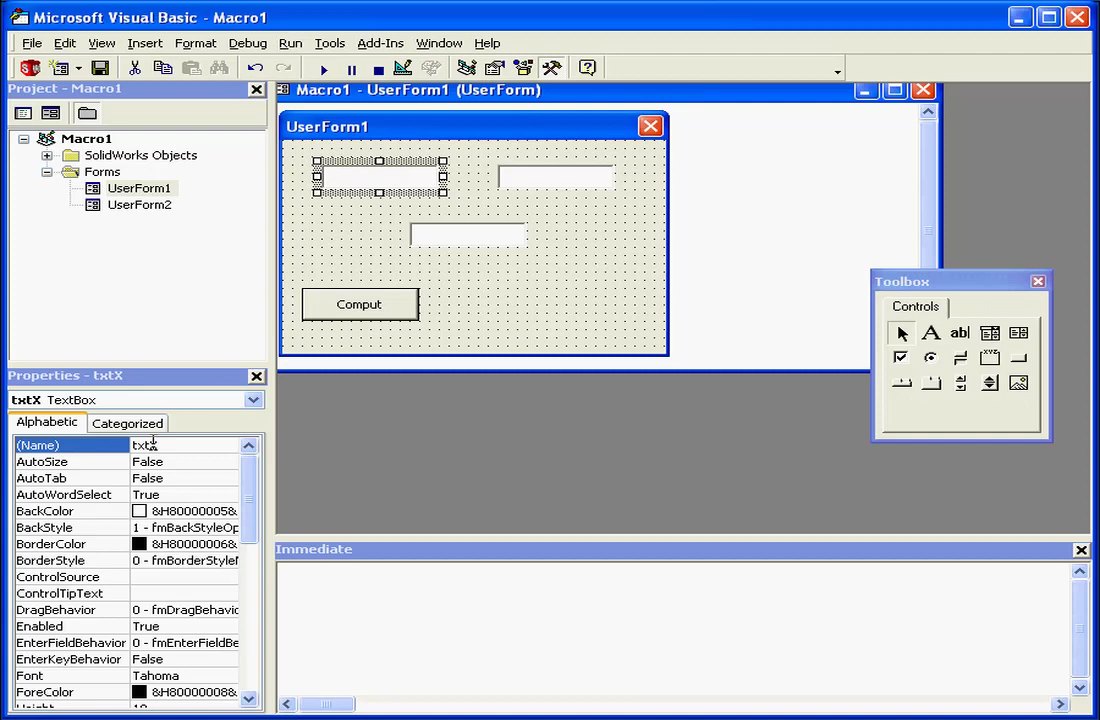 Microsoft Visual Basic - Macro1
File Edit View Insert Format Debug Run Tools Add-Ins Window Help
Project - Macro1
Macro1
SolidWorks Objects
Forms
UserForm1
UserForm2
Macro1 - UserForm1 (UserForm)
UserForm1
Comput
Toolbox
Controls
A ab|
XYZ
Properties - txtX
txtX TextBox
Alphabetic Categorized
(Name) txtX
AutoSize False
AutoTab False
AutoWordSelect True
BackColor &H80000005&
BackStyle 1 - fmBackStyleOp
BorderColor &H80000006&
BorderStyle 0 - fmBorderStyleN
ControlSource
ControlTipText
DragBehavior 0 - fmDragBehavio
Enabled True
EnterFieldBehavior 0 - fmEnterFieldBe
EnterKeyBehavior False
Font Tahoma
ForeColor &H80000008&
Immediate